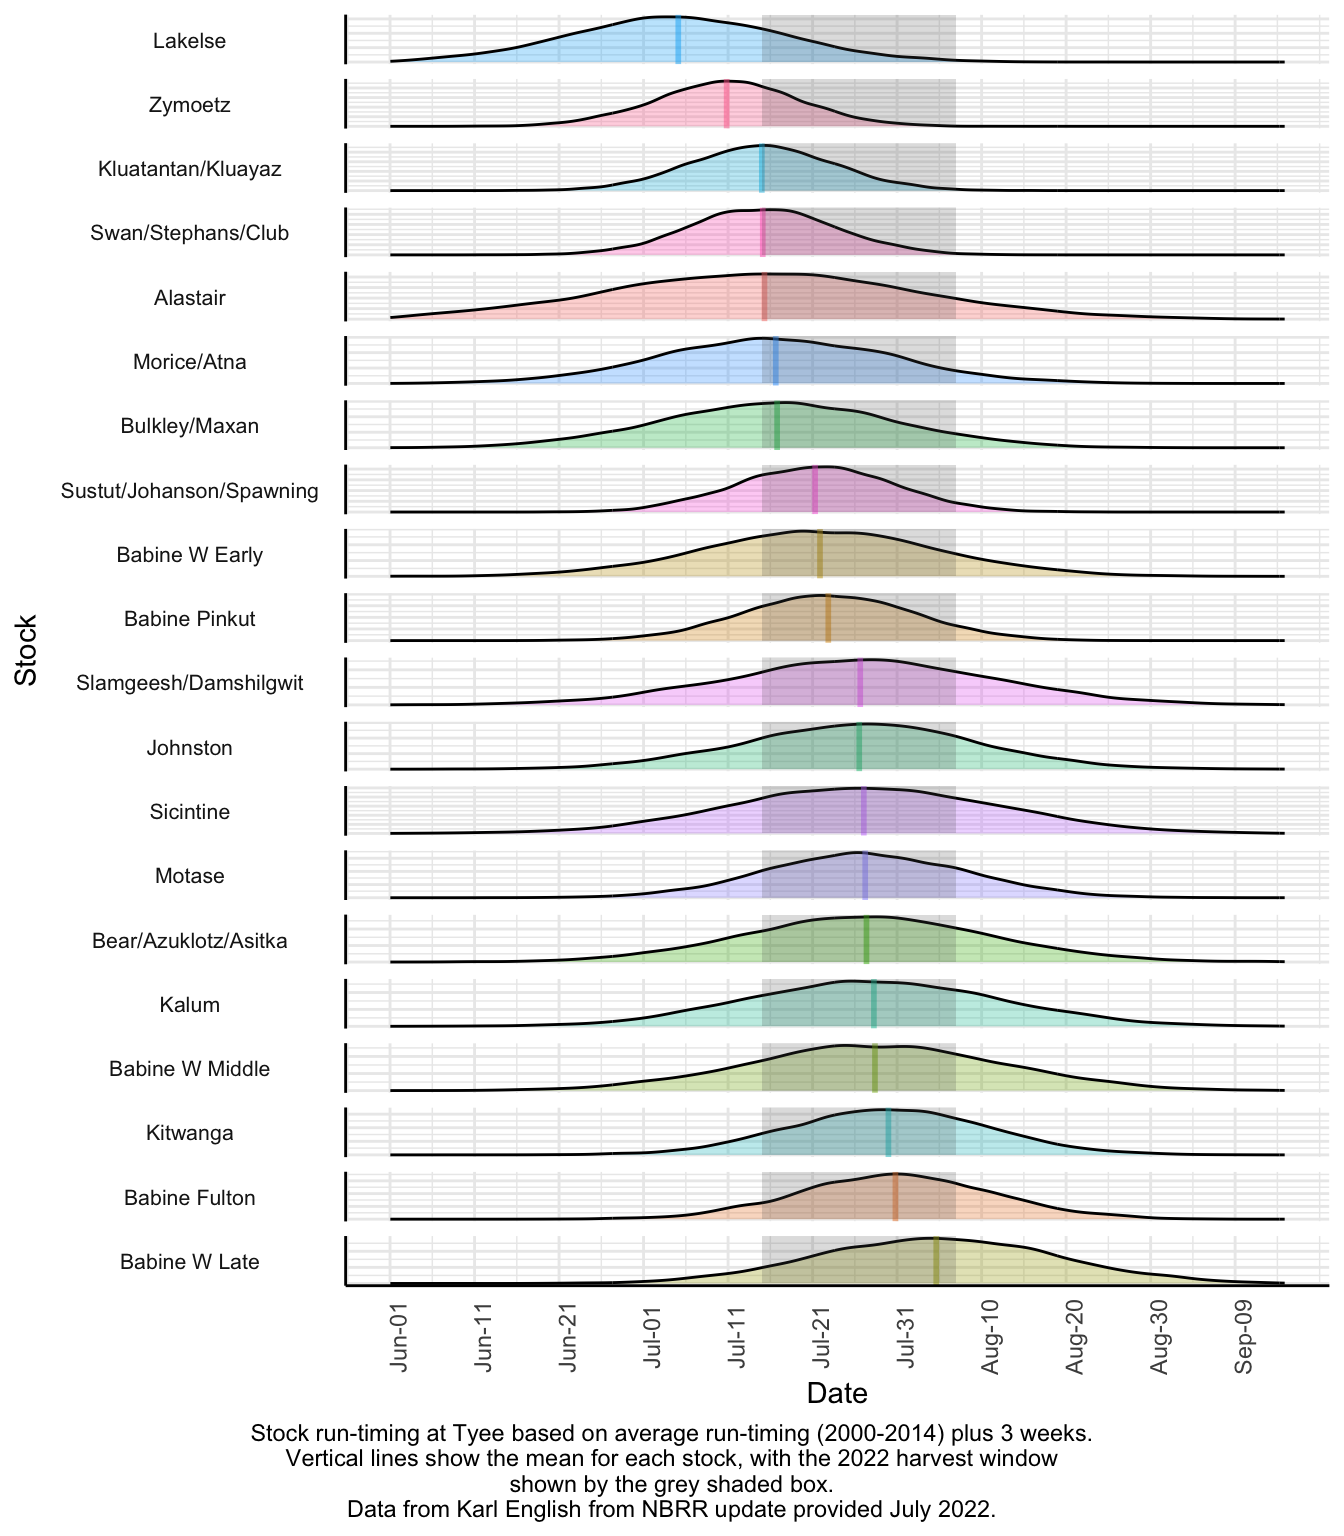 Lakelse
Zymoetz
Kluatantan/Kluayaz
Swan/Stephans/Club
Alastair
Morice/Atna
Bulkley/Maxan
Sustut/Johanson/Spawning
Babine W Early
Babine Pinkut
Slamgeesh/Damshilgwit
Johnston
Sicintine
Motase
Bear/Azuklotz/Asitka
Kalum
Babine W Middle
Kitwanga
Babine Fulton
Babine W Late
Stock
Jun-01
Jun-11
Jun-21
Jul-01
Jul-11
Jul-21
Jul-31
Aug-10
Aug-20
Aug-30
Sep-09
Date
Stock run-timing at Tyee based on average run-timing (2000-2014) plus 3 weeks.
Vertical lines show the mean for each stock, with the 2022 harvest window
shown by the grey shaded box.
Data from Karl English from NBRR update provided July 2022.